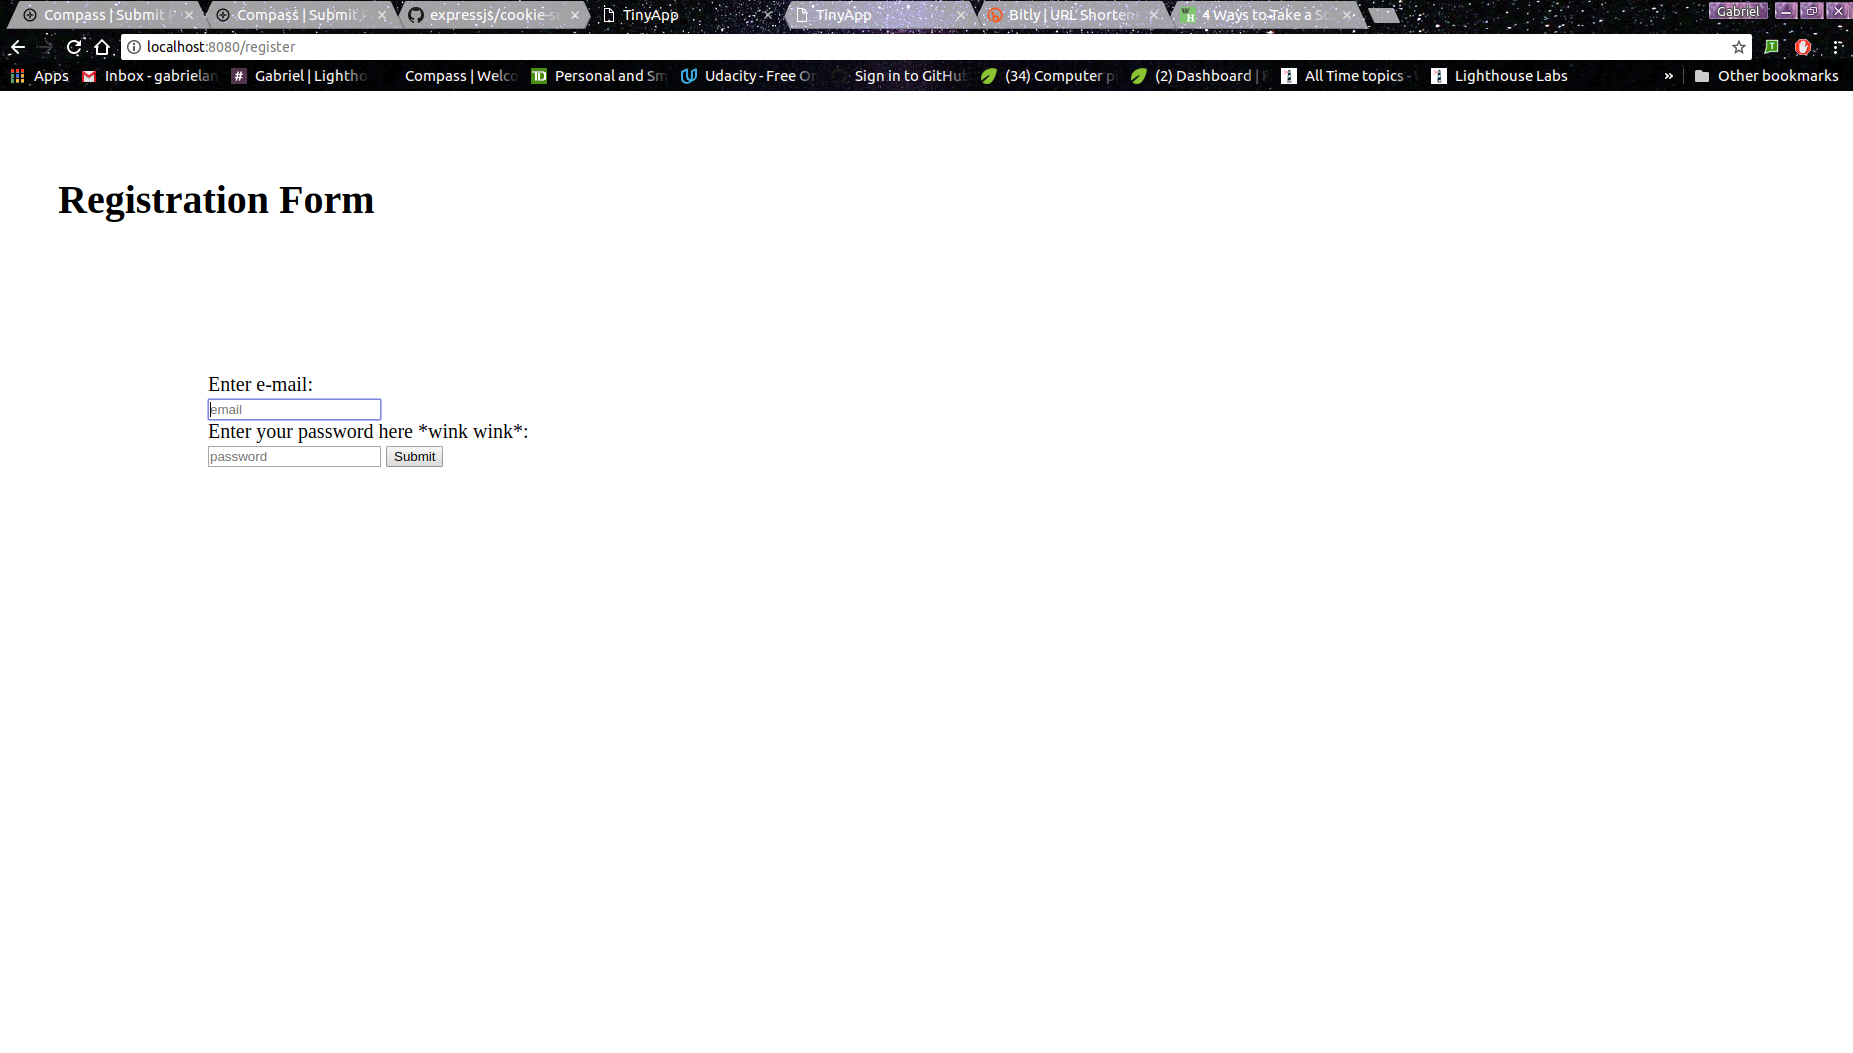 Compass | Submit
Compass | Submit
expressjs/cookie-s
TinyApp
TinyApp
Bitly | URL Shorten
4 Ways to Take a Sc
Gabriel
localhost:8080/register
Apps
Inbox - gabrielan
Gabriel | Lightho
Compass | Welco
Personal and Sm
Udacity - Free On
Sign in to GitHub
(34) Computer p
(2) Dashboard |
All Time topics -
Lighthouse Labs
»
Other bookmarks
Registration Form
Enter e-mail:
email
Enter your password here *wink wink*:
password Submit